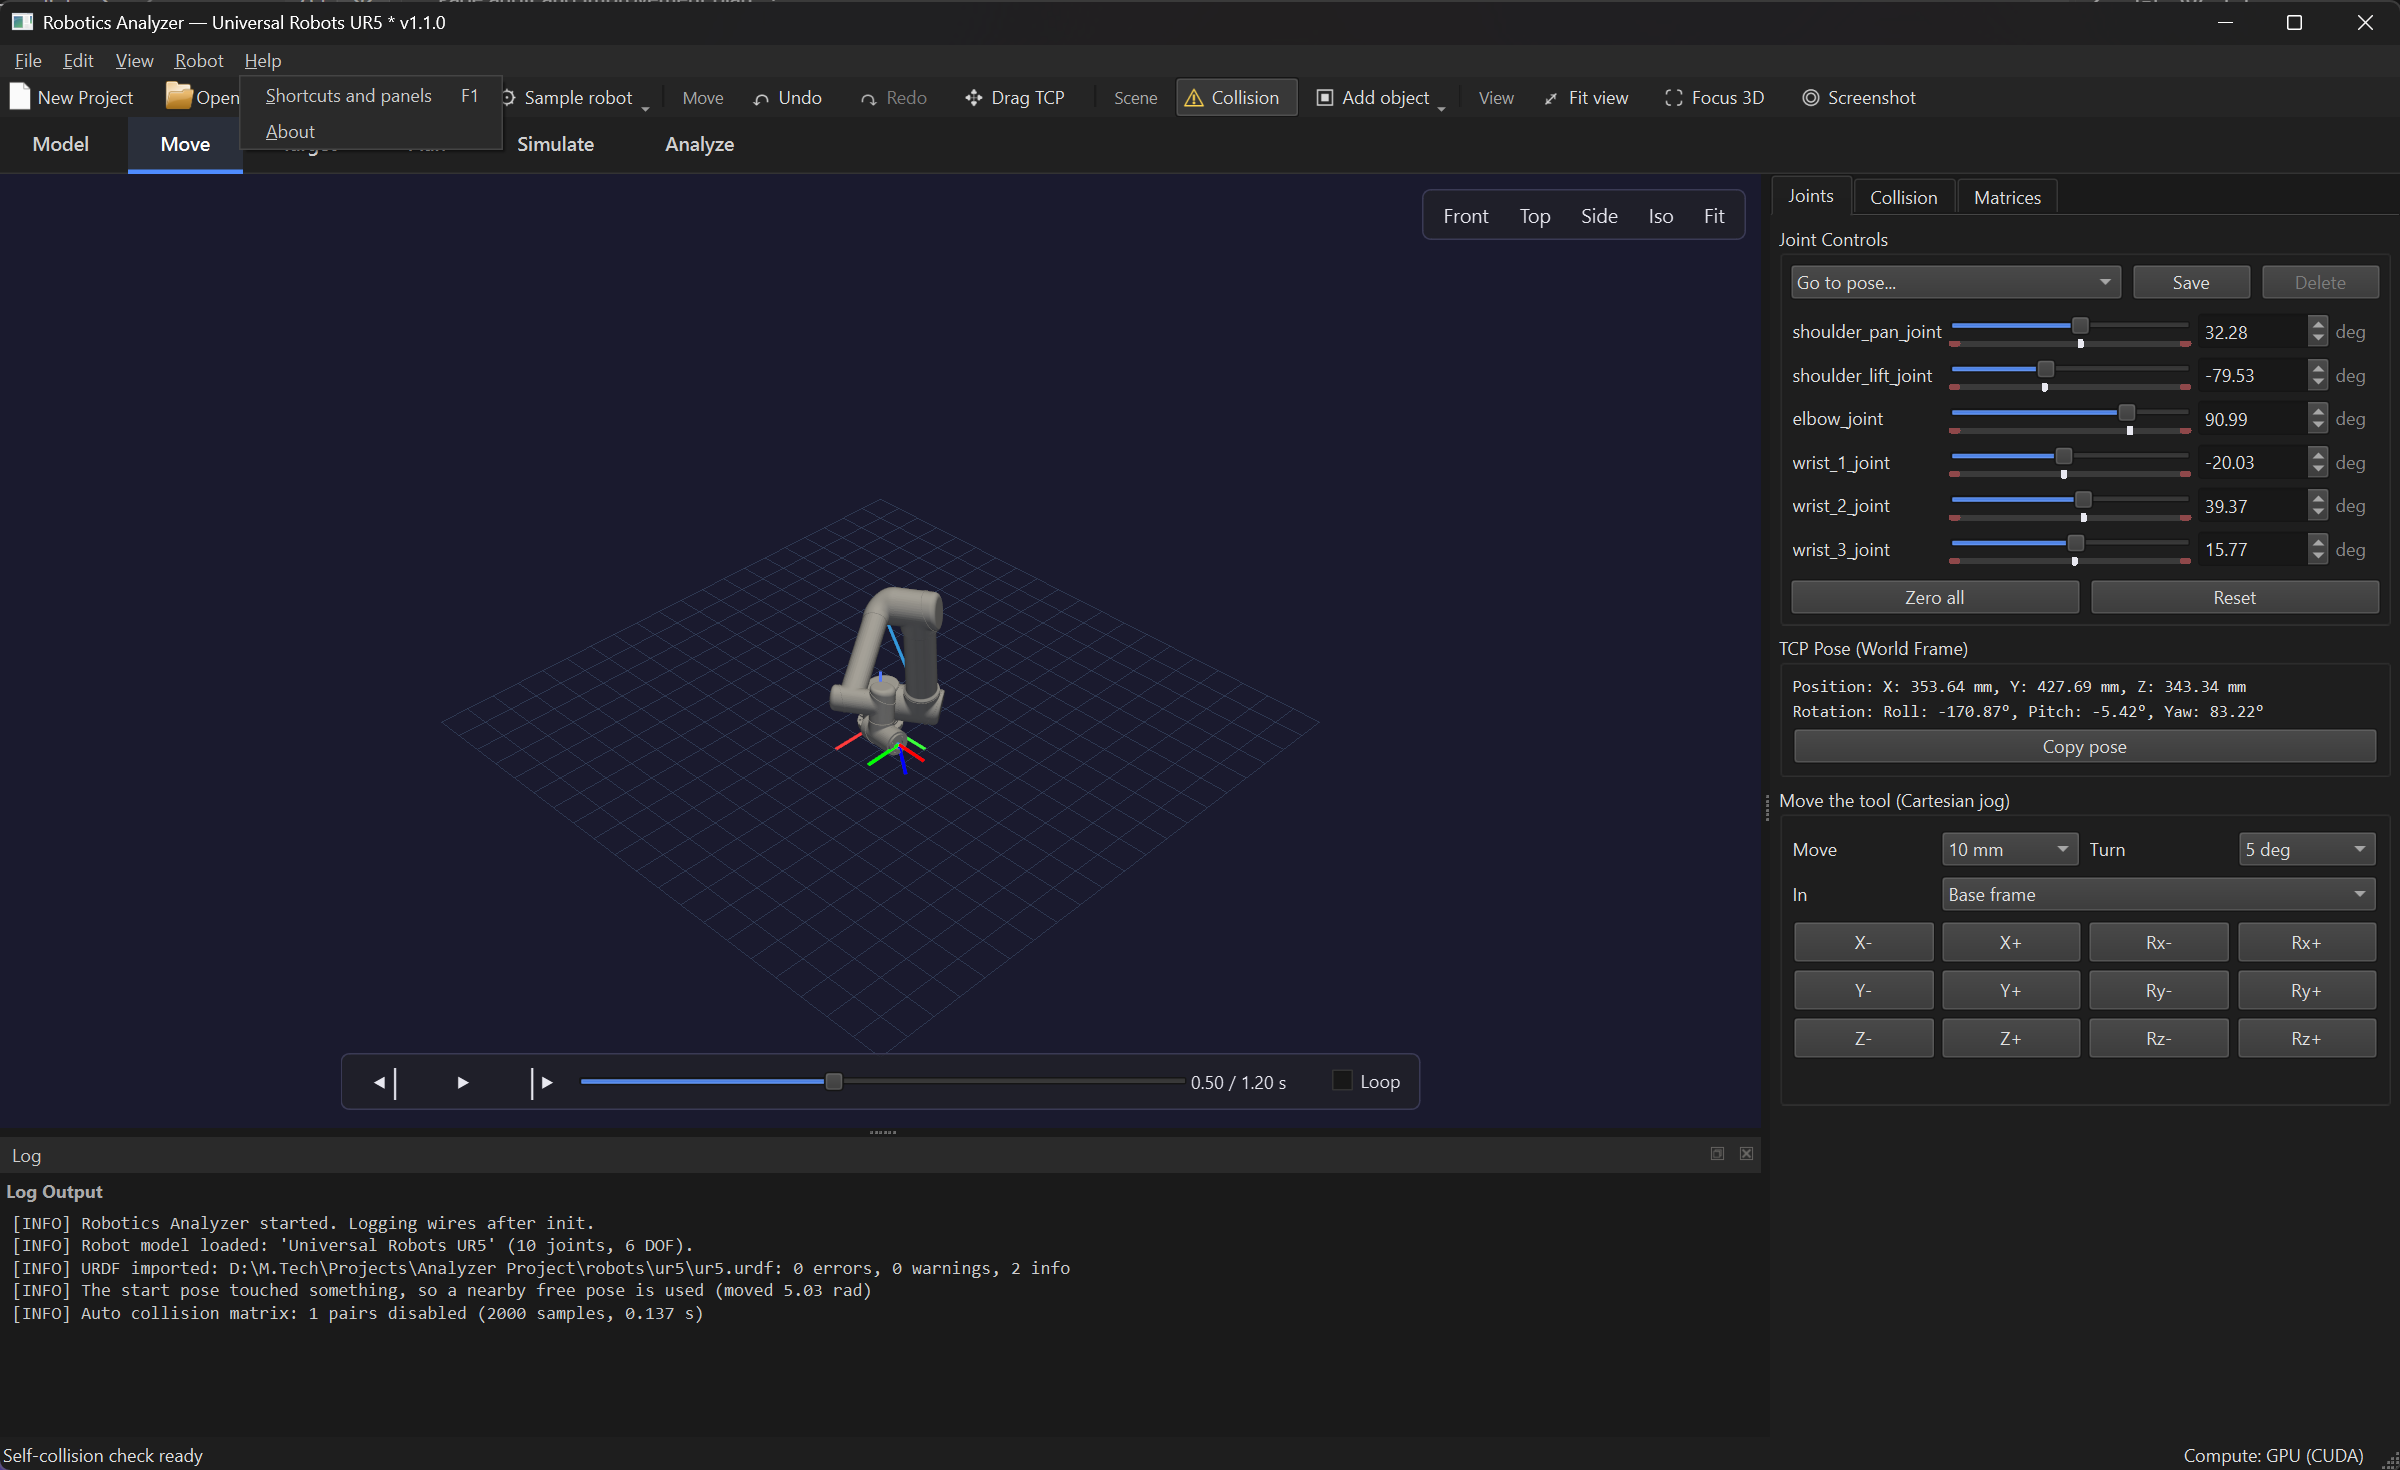 Robotics Analyzer — Universal Robots UR5 * v1.1.0
File Edit View Robot Help
New Project Open Sample robot Move Undo Redo Drag TCP Scene Collision Add object View Fit view Focus 3D Screenshot
Shortcuts and panels F1
About
Model Move Simulate Analyze
Front Top Side Iso Fit
Joints Collision Matrices
Joint Controls
Go to pose... Save Delete
shoulder_pan_joint 32.28 deg
shoulder_lift_joint -79.53 deg
elbow_joint 90.99 deg
wrist_1_joint -20.03 deg
wrist_2_joint 39.37 deg
wrist_3_joint 15.77 deg
Zero all Reset
TCP Pose (World Frame)
Position: X: 353.64 mm, Y: 427.69 mm, Z: 343.34 mm
Rotation: Roll: -170.87°, Pitch: -5.42°, Yaw: 83.22°
Copy pose
Move the tool (Cartesian jog)
Move 10 mm Turn 5 deg
In Base frame
X- X+ Rx- Rx+
Y- Y+ Ry- Ry+
Z- Z+ Rz- Rz+
0.50 / 1.20 s Loop
Log
Log Output
[INFO] Robotics Analyzer started. Logging wires after init.
[INFO] Robot model loaded: 'Universal Robots UR5' (10 joints, 6 DOF).
[INFO] URDF imported: D:\M.Tech\Projects\Analyzer Project\robots\ur5\ur5.urdf: 0 errors, 0 warnings, 2 info
[INFO] The start pose touched something, so a nearby free pose is used (moved 5.03 rad)
[INFO] Auto collision matrix: 1 pairs disabled (2000 samples, 0.137 s)
Self-collision check ready
Compute: GPU (CUDA)